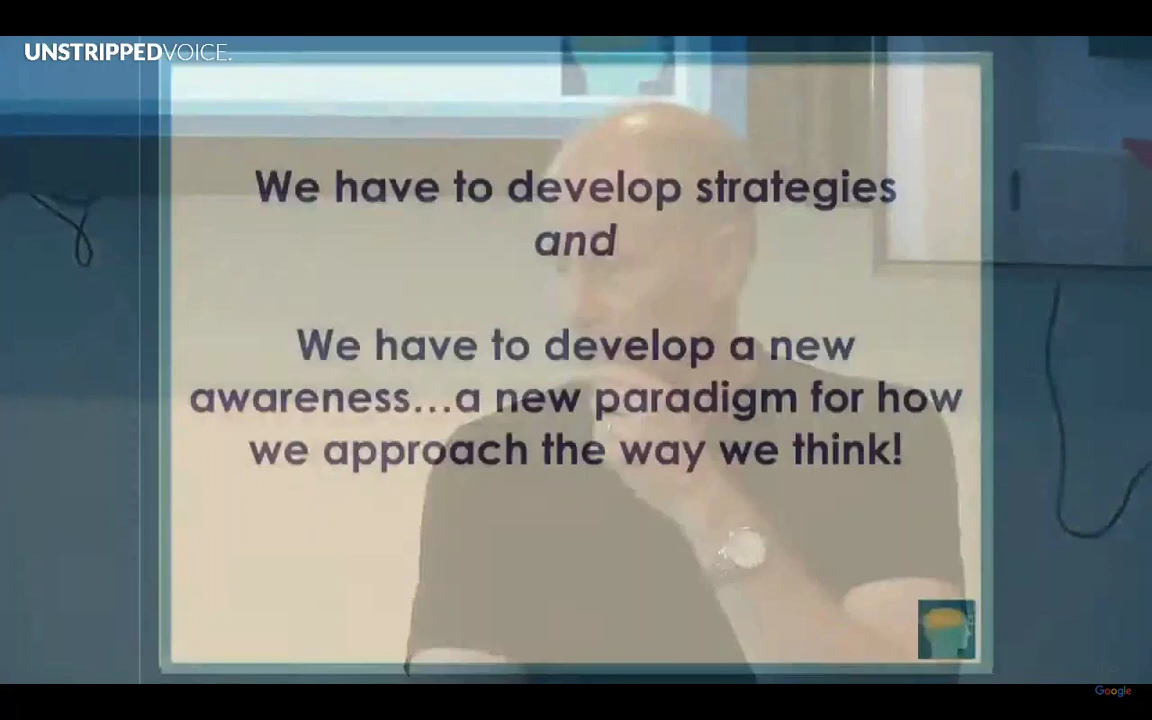 UNSTRIPPEDVOICE.
We have to develop strategies
and
We have to develop a new
awareness...a new paradigm for how
we approach the way we think!
Google